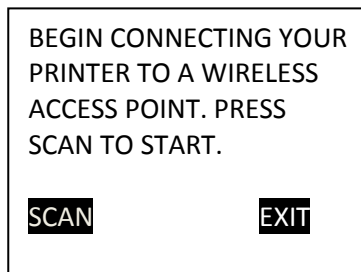 BEGIN CONNECTING YOUR
PRINTER TO A WIRELESS
ACCESS POINT. PRESS
SCAN TO START.
SCAN EXIT